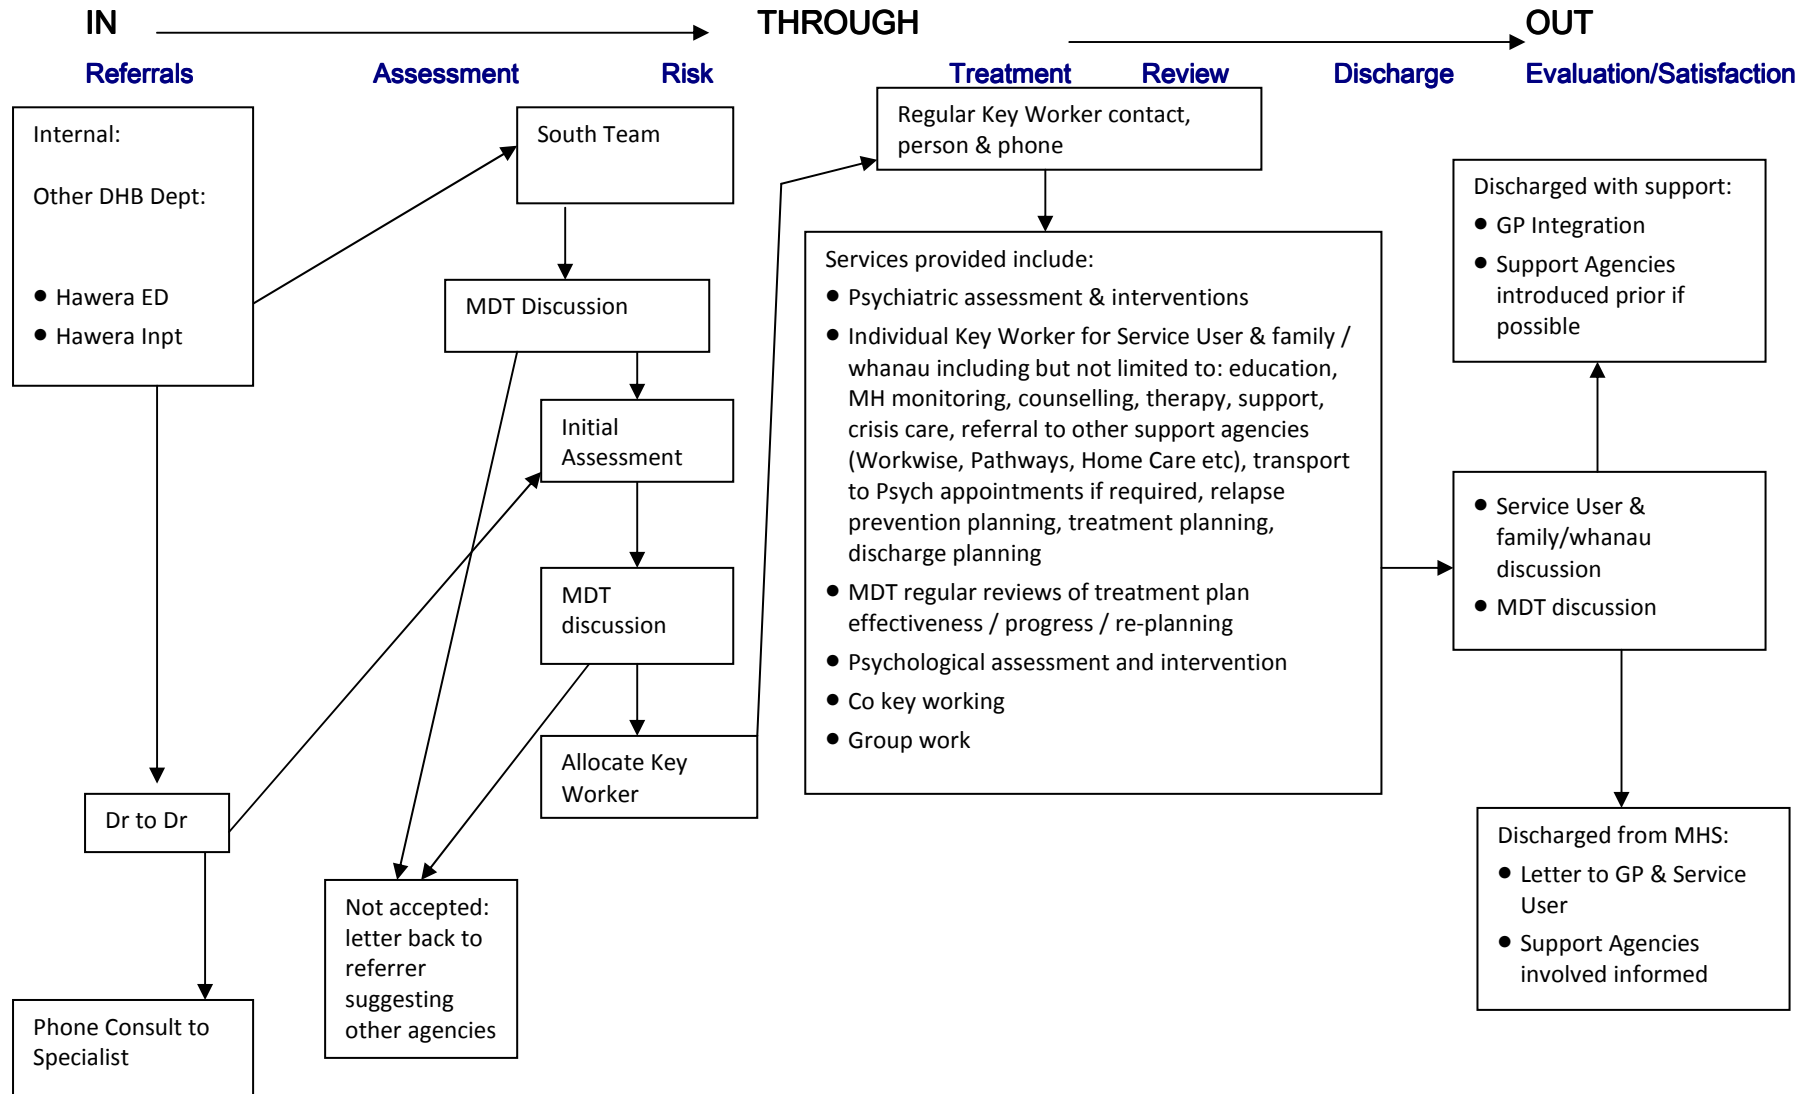 IN THROUGH OUT
Referrals Assessment Risk Treatment Review Discharge Evaluation/Satisfaction
Internal:
Other DHB Dept:
● Hawera ED
● Hawera Inpt
Dr to Dr
Phone Consult to
Specialist
South Team
MDT Discussion
Initial
Assessment
MDT
discussion
Allocate Key
Worker
Not accepted:
letter back to
referrer
suggesting
other agencies
Regular Key Worker contact,
person & phone
Services provided include:
● Psychiatric assessment & interventions
● Individual Key Worker for Service User & family /
whanau including but not limited to: education,
MH monitoring, counselling, therapy, support,
crisis care, referral to other support agencies
(Workwise, Pathways, Home Care etc), transport
to Psych appointments if required, relapse
prevention planning, treatment planning,
discharge planning
● MDT regular reviews of treatment plan
effectiveness / progress / re-planning
● Psychological assessment and intervention
● Co key working
● Group work
Discharged with support:
● GP Integration
● Support Agencies
introduced prior if
possible
● Service User &
family/whanau
discussion
● MDT discussion
Discharged from MHS:
● Letter to GP & Service
User
● Support Agencies
involved informed